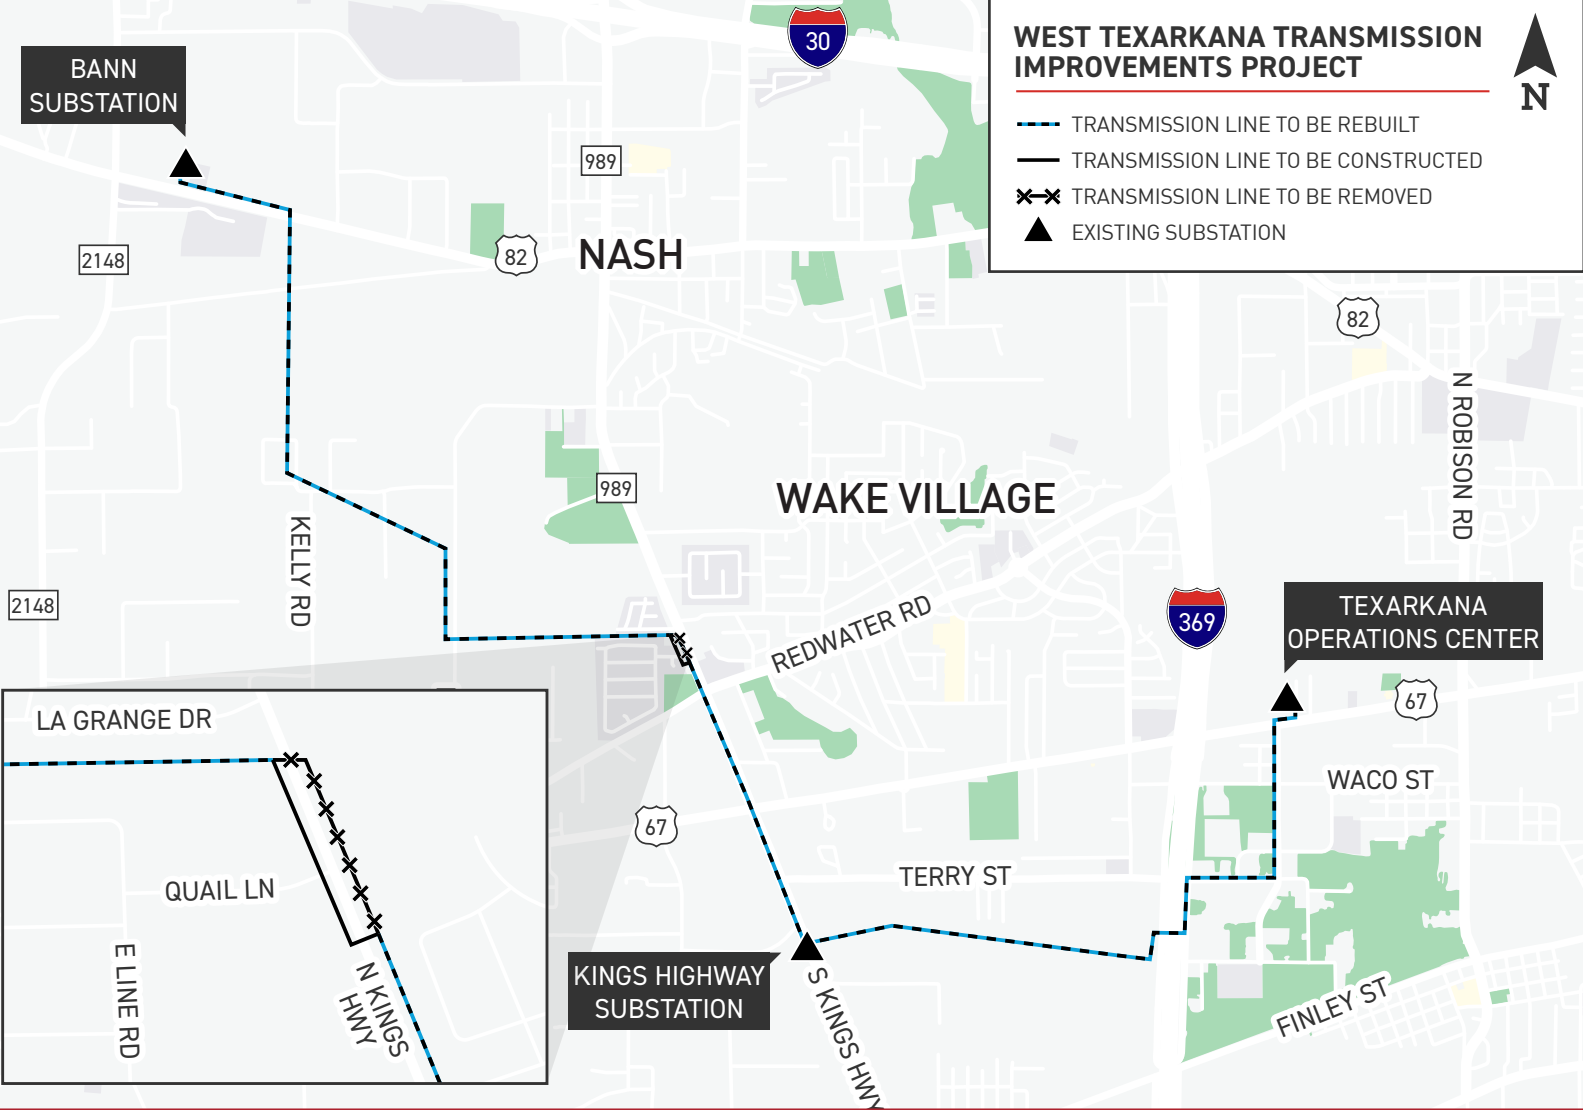 WEST TEXARKANA TRANSMISSION
IMPROVEMENTS PROJECT
N
TRANSMISSION LINE TO BE REBUILT
TRANSMISSION LINE TO BE CONSTRUCTED
TRANSMISSION LINE TO BE REMOVED
EXISTING SUBSTATION
30
BANN
SUBSTATION
989
2148
82
NASH
82
N ROBISON RD
989
WAKE VILLAGE
KELLY RD
2148
REDWATER RD
369
TEXARKANA
OPERATIONS CENTER
67
WACO ST
67
TERRY ST
KINGS HIGHWAY
SUBSTATION
S KINGS HWY
FINLEY ST
LA GRANGE DR
QUAIL LN
E LINE RD
N KINGS
HWY